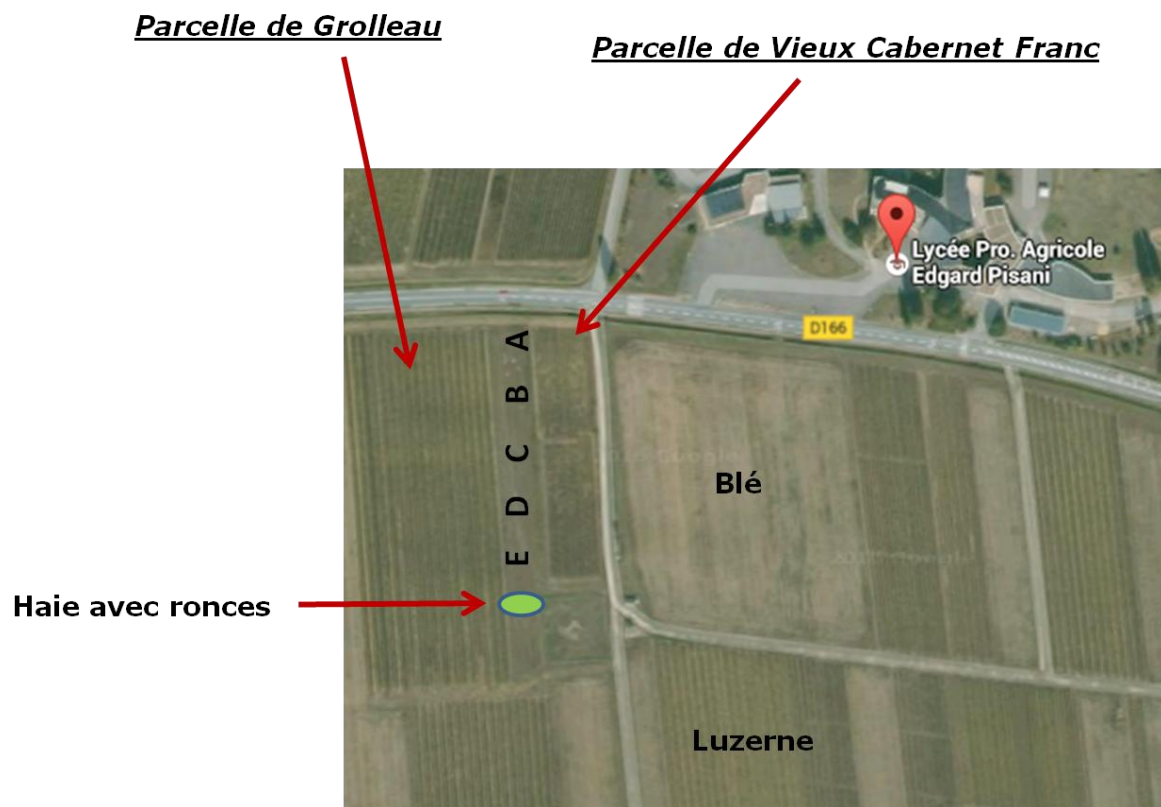 Parcelle de Grolleau
Parcelle de Vieux Cabernet Franc
Lycée Pro. Agricole
Edgard Pisani
D166
A
B
C
D
E
Blé
Haie avec ronces
Luzerne